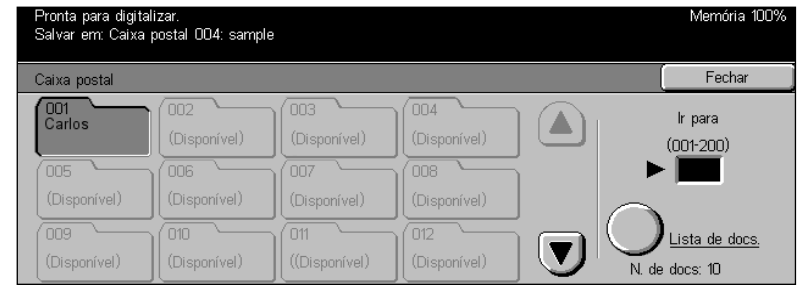 Pronta para digitalizar.
Memória 100%
Salvar em: Caixa postal 004: sample
Caixa postal
Fechar
001
Carlos
002
(Disponível)
003
(Disponível)
004
(Disponível)
Ir para
(001-200)
005
(Disponível)
006
(Disponível)
007
(Disponível)
008
(Disponível)
009
(Disponível)
010
(Disponível)
011
((Disponível)
012
(Disponível)
Lista de docs.
N. de docs: 10